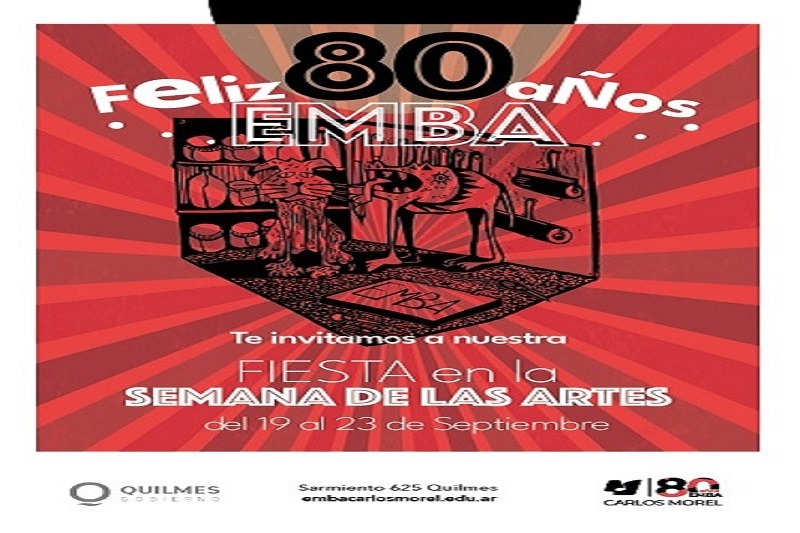 Feliz 80 años
EMBA
EMBA
Te invitamos a nuestra
FIESTA en la
SEMANA DE LAS ARTES
del 19 al 23 de Septiembre
QUILMES
GOBIERNO
Sarmiento 625 Quilmes
embacarlosmorel.edu.ar
80
EMBA
CARLOS MOREL